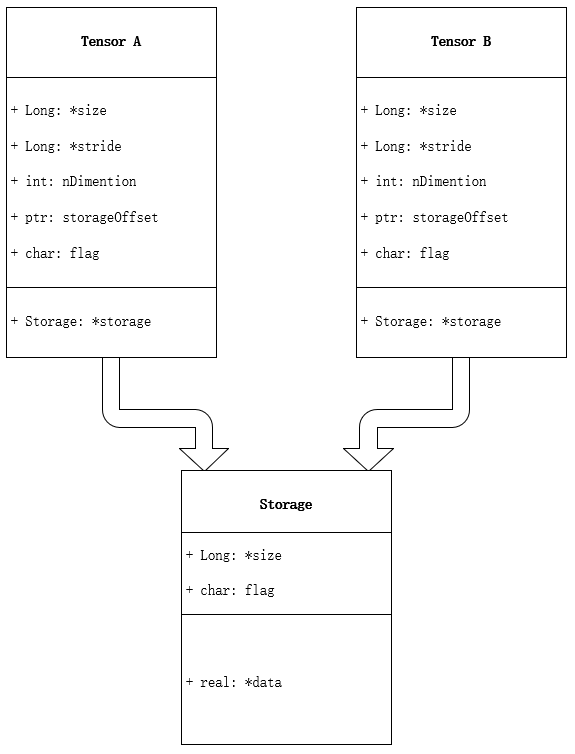 Tensor A
+ Long: *size
+ Long: *stride
+ int: nDimention
+ ptr: storageOffset
+ char: flag
+ Storage: *storage
Tensor B
+ Long: *size
+ Long: *stride
+ int: nDimention
+ ptr: storageOffset
+ char: flag
+ Storage: *storage
Storage
+ Long: *size
+ char: flag
+ real: *data